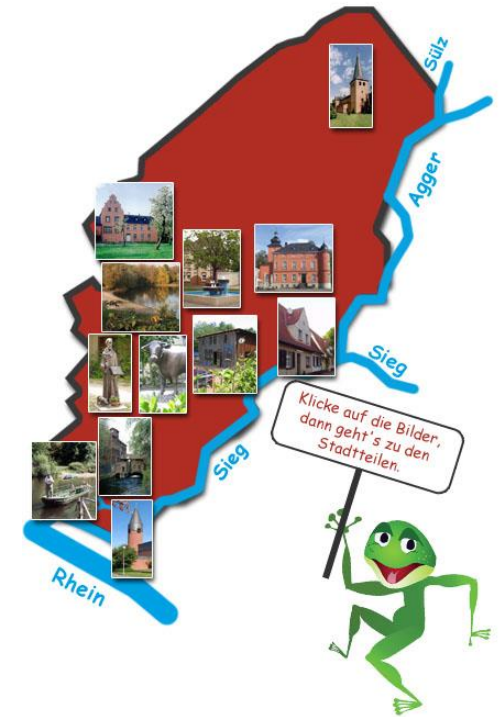 Sülz
Agger
Sieg
Klicke auf die Bilder,
dann geht's zu den
Stadtteilen.
Sieg
Rhein